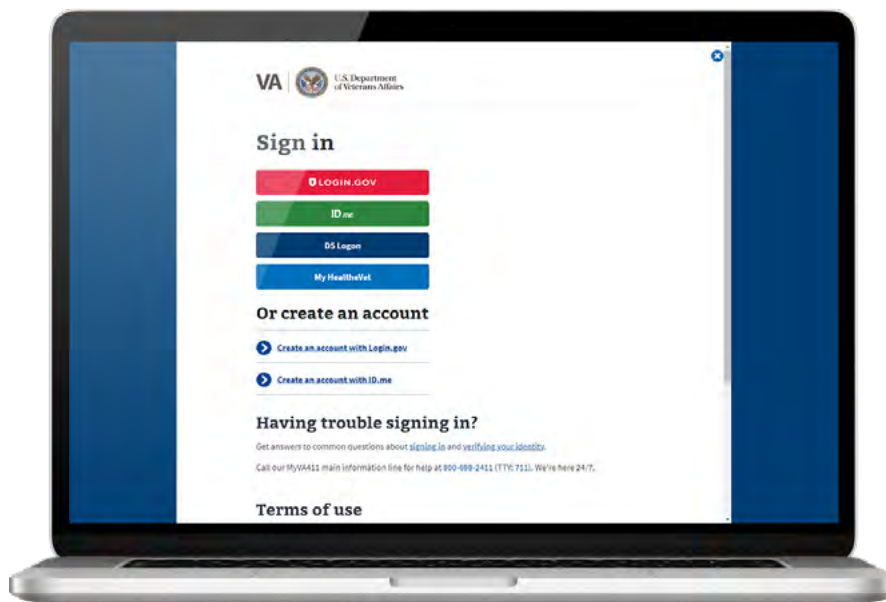 VA
U.S. Department
of Veterans Affairs
Sign in
LOGIN.GOV
ID.me
DS Logon
My HealtheVet
Or create an account
Create an account with Login.gov
Create an account with ID.me
Having trouble signing in?
Get answers to common questions about signing in and verifying your identity.
Call our MyVA411 main information line for help at 800-698-2411 (TTY: 711). We're here 24/7.
Terms of use